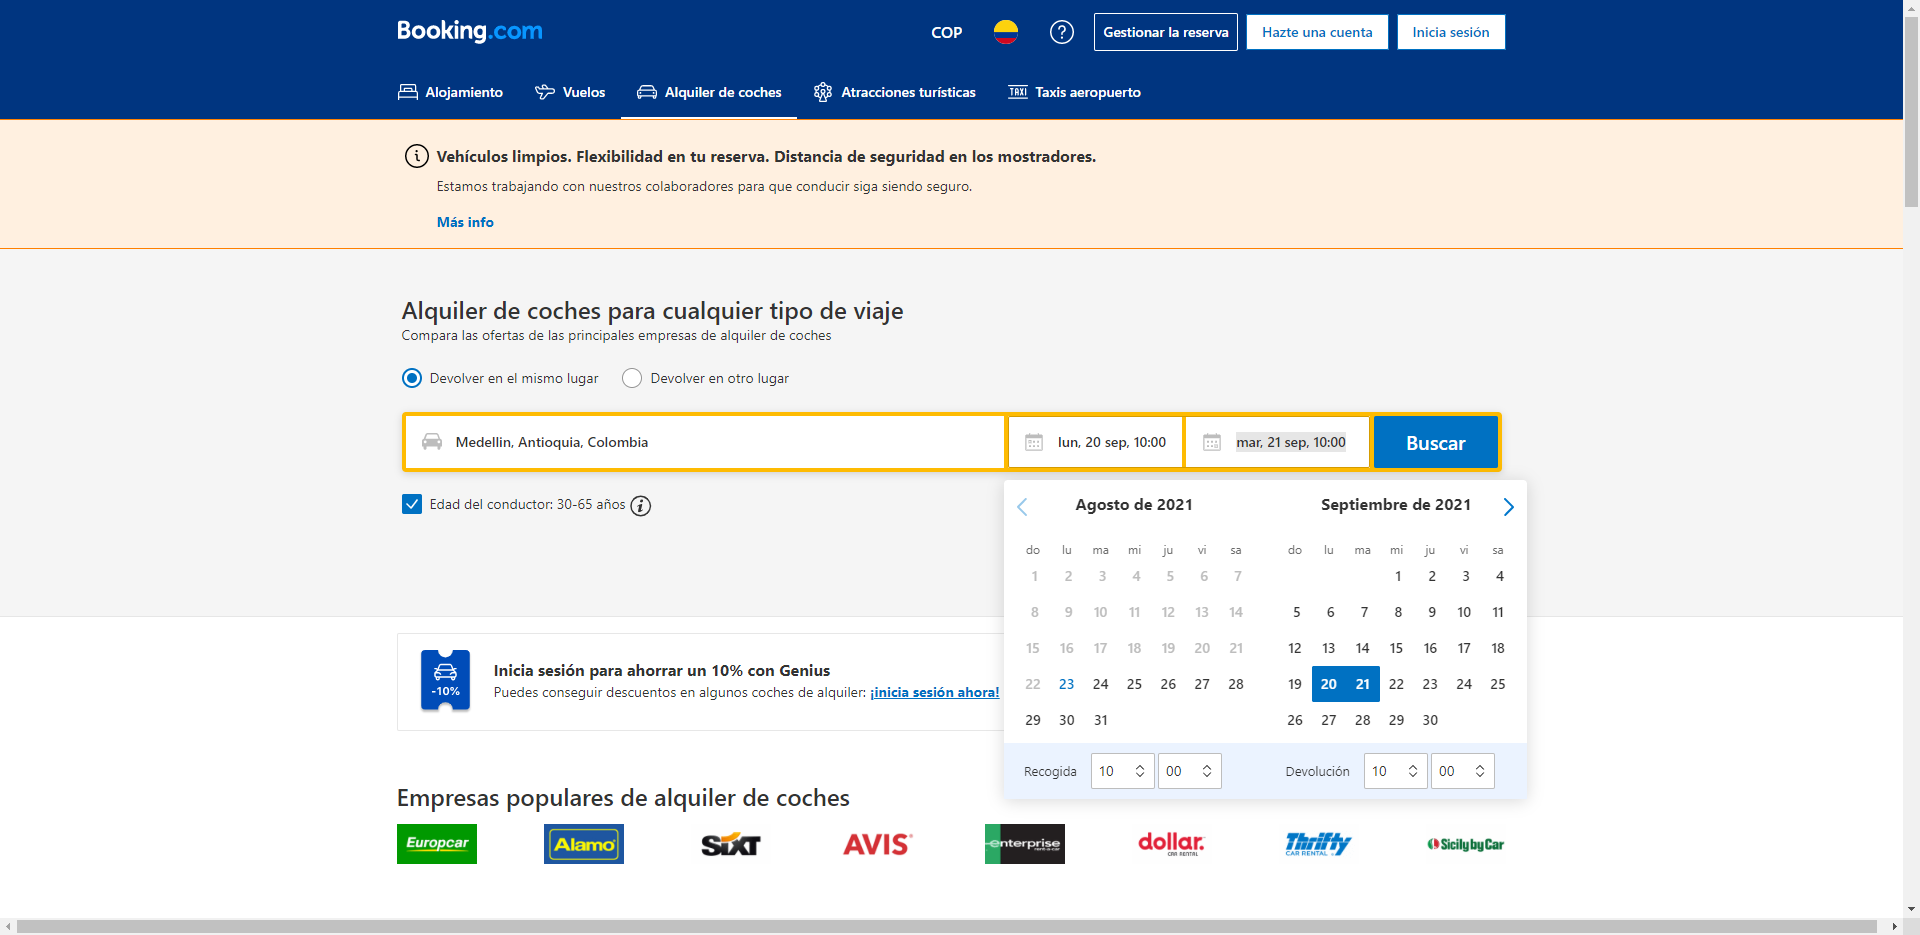 Booking.com
COP
Gestionar la reserva
Hazte una cuenta
Inicia sesión
Alojamiento
Vuelos
Alquiler de coches
Atracciones turísticas
TAXI
Taxis aeropuerto
Vehículos limpios. Flexibilidad en tu reserva. Distancia de seguridad en los mostradores.
Estamos trabajando con nuestros colaboradores para que conducir siga siendo seguro.
Más info
Alquiler de coches para cualquier tipo de viaje
Compara las ofertas de las principales empresas de alquiler de coches
Devolver en el mismo lugar
Devolver en otro lugar
Medellin, Antioquia, Colombia
lun, 20 sep, 10:00
mar, 21 sep, 10:00
Buscar
Edad del conductor: 30-65 años
Agosto de 2021
do lu ma mi ju vi sa
1 2 3 4 5 6 7
8 9 10 11 12 13 14
15 16 17 18 19 20 21
22 23 24 25 26 27 28
29 30 31
Septiembre de 2021
do lu ma mi ju vi sa
1 2 3 4
5 6 7 8 9 10 11
12 13 14 15 16 17 18
19 20 21 22 23 24 25
26 27 28 29 30
Recogida 10 00
Devolución 10 00
-10%
Inicia sesión para ahorrar un 10% con Genius
Puedes conseguir descuentos en algunos coches de alquiler: ¡inicia sesión ahora!
Empresas populares de alquiler de coches
Europcar
Alamo
SIXT
AVIS
enterprise
rent-a-car
dollar.
CAR RENTAL
Thrifty
CAR RENTAL
Sicily by Car